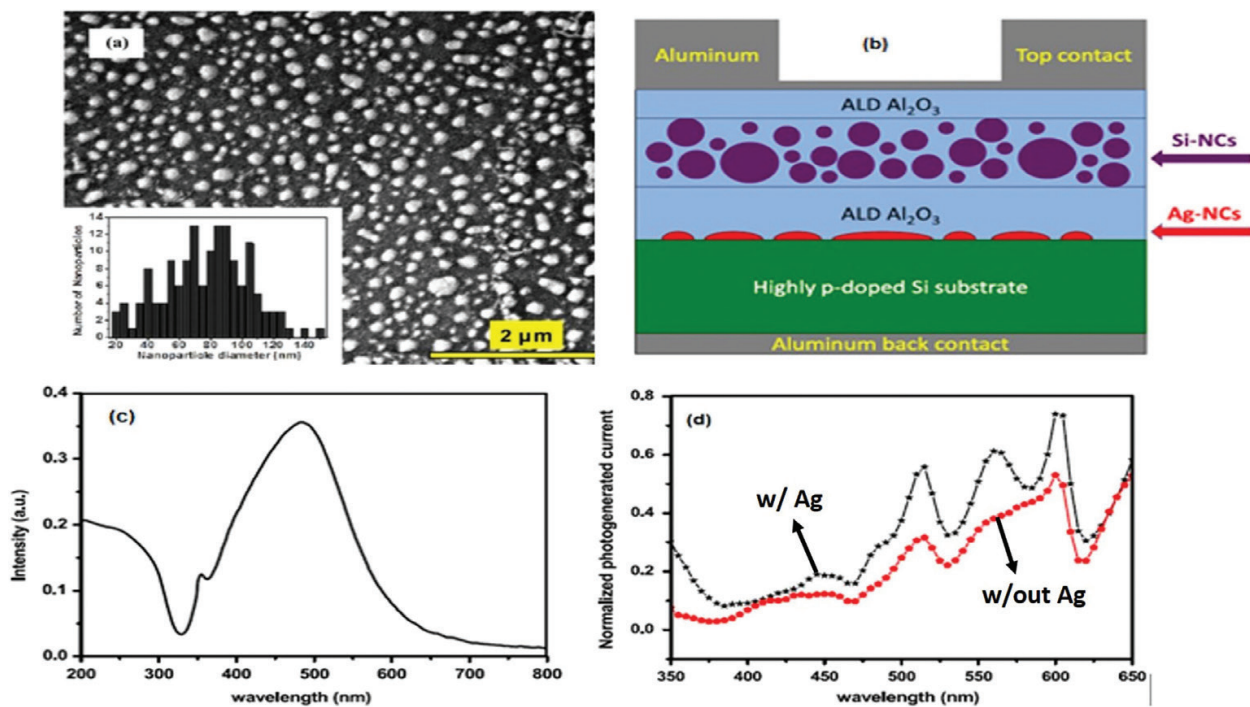 (a)
14
12
10
8
6
4
2
0
Number of Nanoparticles
20 40 60 80 100 120 140
Nanoparticle diameter (nm)
2 µm
(b)
Aluminum
Top contact
ALD Al₂O₃
Si-NCs
ALD Al₂O₃
Ag-NCs
Highly p-doped Si substrate
Aluminum back contact
(c)
0.4
0.3
0.2
0.1
0.0
Intensity (a.u.)
200 300 400 500 600 700 800
wavelength (nm)
(d)
0.8
0.6
0.4
0.2
0.0
Normalized photogenerated current
w/ Ag
w/out Ag
350 400 450 500 550 600 650
wavelength (nm)